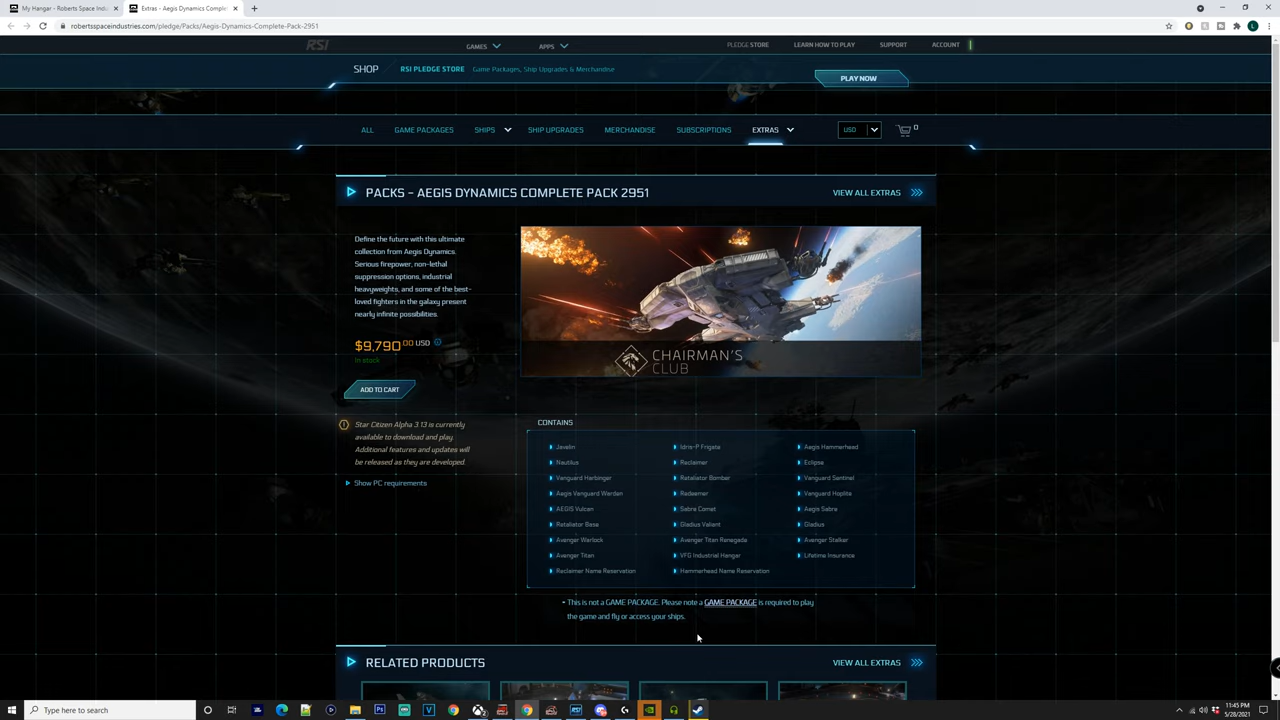 My Hangar - Roberts Space Indu
Extras - Aegis Dynamics Complete
robertsspaceindustries.com/pledge/Packs/Aegis-Dynamics-Complete-Pack-2951
RSI
GAMES
APPS
PLEDGE STORE
LEARN HOW TO PLAY
SUPPORT
ACCOUNT
SHOP
RSI PLEDGE STORE
Game Packages, Ship Upgrades & Merchandise
PLAY NOW
ALL
GAME PACKAGES
SHIPS
SHIP UPGRADES
MERCHANDISE
SUBSCRIPTIONS
EXTRAS
USD
0
PACKS - AEGIS DYNAMICS COMPLETE PACK 2951
VIEW ALL EXTRAS
Define the future with this ultimate
collection from Aegis Dynamics.
Serious firepower, non-lethal
suppression options, industrial
heavyweights, and some of the best-
loved fighters in the galaxy present
nearly infinite possibilities.
$9,790.00 USD
In stock
ADD TO CART
CHAIRMAN'S
CLUB
Star Citizen Alpha 3.13 is currently
available to download and play.
Additional features and updates will
be released as they are developed.
Show PC requirements
CONTAINS
Javelin
Idris-P Frigate
Aegis Hammerhead
Nautilus
Reclaimer
Eclipse
Vanguard Harbinger
Retaliator Bomber
Vanguard Sentinel
Aegis Vanguard Warden
Redeemer
Vanguard Hoplite
AEGIS Vulcan
Sabre Comet
Aegis Sabre
Retaliator Base
Gladius Valiant
Gladius
Avenger Warlock
Avenger Titan Renegade
Avenger Stalker
Avenger Titan
VFG Industrial Hangar
Lifetime Insurance
Reclaimer Name Reservation
Hammerhead Name Reservation
- This is not a GAME PACKAGE. Please note a GAME PACKAGE is required to play
the game and fly or access your ships.
RELATED PRODUCTS
VIEW ALL EXTRAS
Type here to search
11:45 PM
5/28/2021